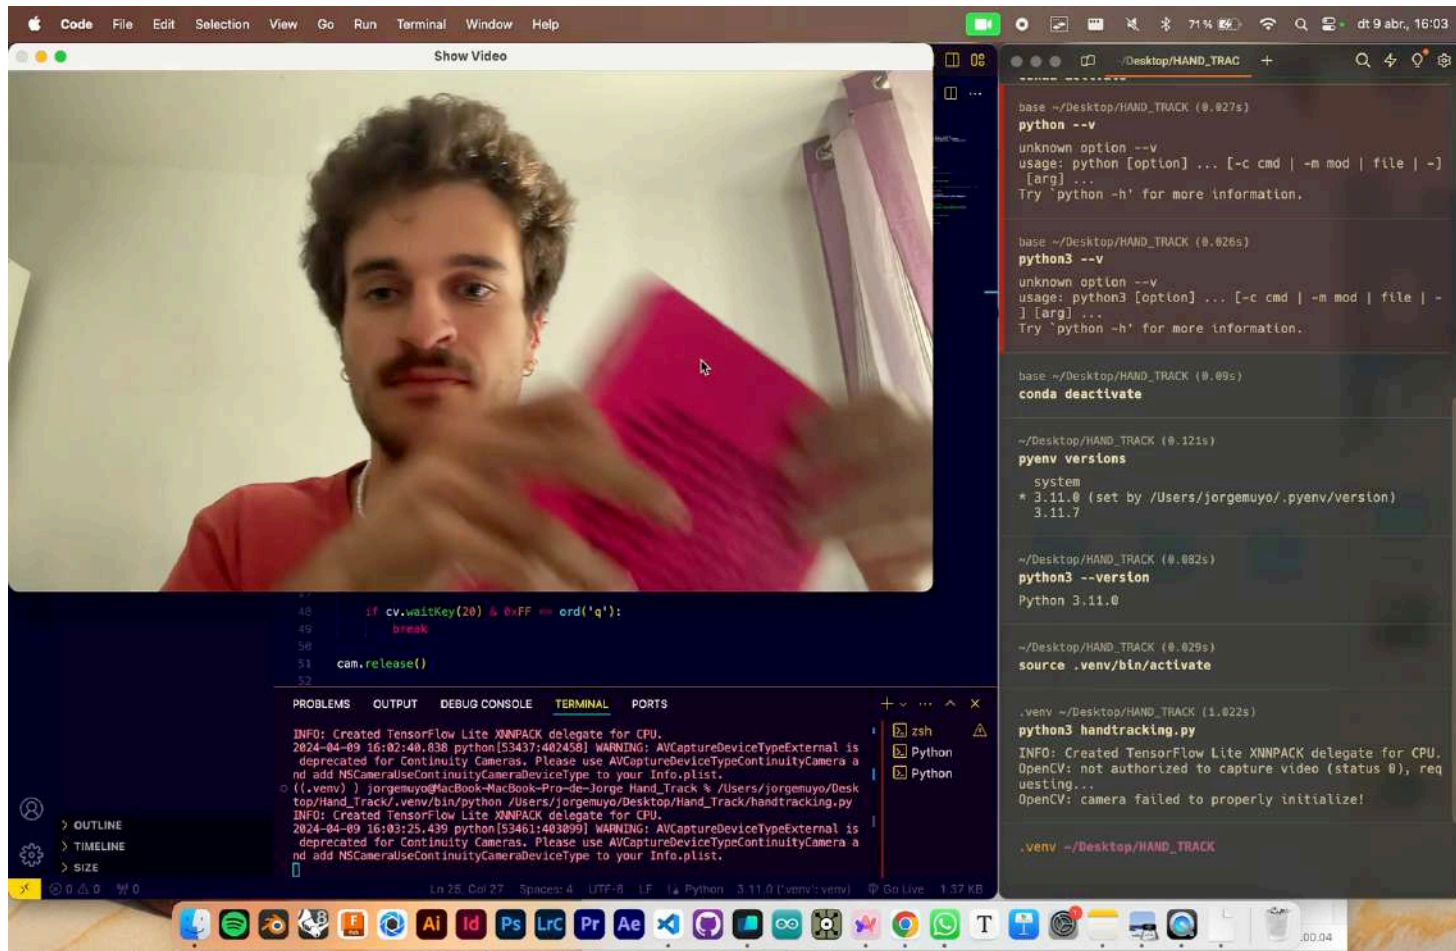 Code File Edit Selection View Go Run Terminal Window Help
71% dt 9 abr., 16:03
Show Video
48 if cv.waitKey(20) & 0xFF == ord('q'):
49 break
50
51 cam.release()
52
PROBLEMS OUTPUT DEBUG CONSOLE TERMINAL PORTS
INFO: Created TensorFlow Lite XNNPACK delegate for CPU.
2024-04-09 16:02:40.838 python[53437:402458] WARNING: AVCaptureDeviceTypeExternal is
deprecated for Continuity Cameras. Please use AVCaptureDeviceTypeContinuityCamera a
nd add NSCameraUseContinuityCameraDeviceType to your Info.plist.
((.venv) ) jorgemuyo@MacBook-MacBook-Pro-de-Jorge Hand_Track % /Users/jorgemuyo/Desk
top/Hand_Track/.venv/bin/python /Users/jorgemuyo/Desktop/Hand_Track/handtracking.py
INFO: Created TensorFlow Lite XNNPACK delegate for CPU.
2024-04-09 16:03:25.439 python[53461:403099] WARNING: AVCaptureDeviceTypeExternal is
deprecated for Continuity Cameras. Please use AVCaptureDeviceTypeContinuityCamera a
nd add NSCameraUseContinuityCameraDeviceType to your Info.plist.
zsh
Python
Python
OUTLINE
TIMELINE
SIZE
0 0 0 Ln 25, Col 27 Spaces: 4 UTF-8 LF Python 3.11.0 ('venv': venv) Go Live 1.37 KB
~/Desktop/HAND_TRAC
conda deactivate
base ~/Desktop/HAND_TRACK (0.027s)
python --v
unknown option --v
usage: python [option] ... [-c cmd | -m mod | file | -]
[arg] ...
Try `python -h' for more information.
base ~/Desktop/HAND_TRACK (0.026s)
python3 --v
unknown option --v
usage: python3 [option] ... [-c cmd | -m mod | file | -
] [arg] ...
Try `python -h' for more information.
base ~/Desktop/HAND_TRACK (0.09s)
conda deactivate
~/Desktop/HAND_TRACK (0.121s)
pyenv versions
system
* 3.11.0 (set by /Users/jorgemuyo/.pyenv/version)
3.11.7
~/Desktop/HAND_TRACK (0.082s)
python3 --version
Python 3.11.0
~/Desktop/HAND_TRACK (0.029s)
source .venv/bin/activate
.venv ~/Desktop/HAND_TRACK (1.022s)
python3 handtracking.py
INFO: Created TensorFlow Lite XNNPACK delegate for CPU.
OpenCV: not authorized to capture video (status 0), req
uesting...
OpenCV: camera failed to properly initialize!
.venv ~/Desktop/HAND_TRACK
Ai Id Ps LrC Pr Ae T
.00.04